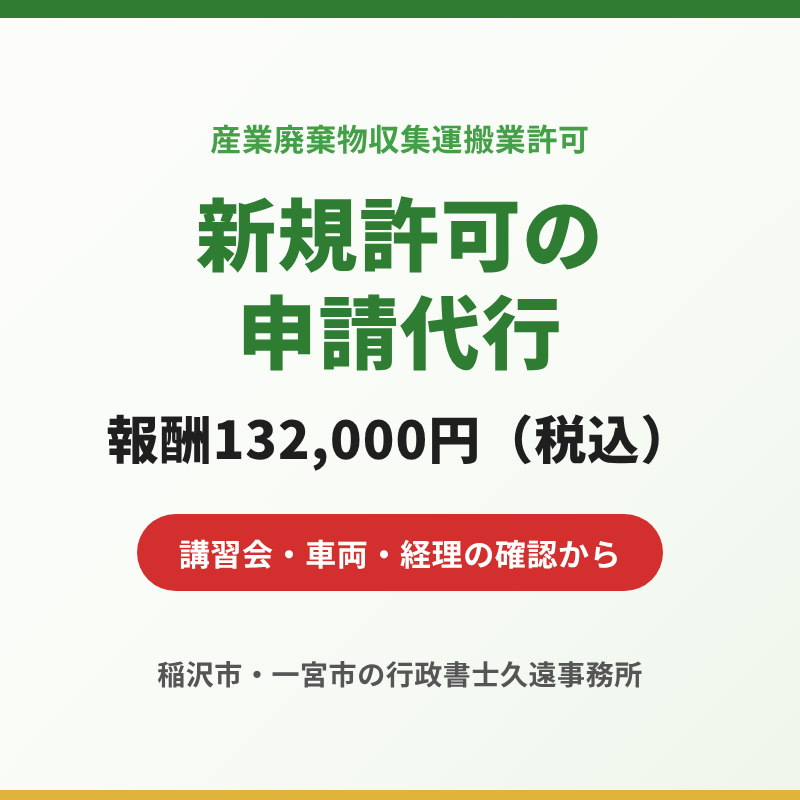 産業廃棄物収集運搬業許可
新規許可の
申請代行
報酬132,000円（税込）
講習会・車両・経理の確認から
稲沢市・一宮市の行政書士久遠事務所